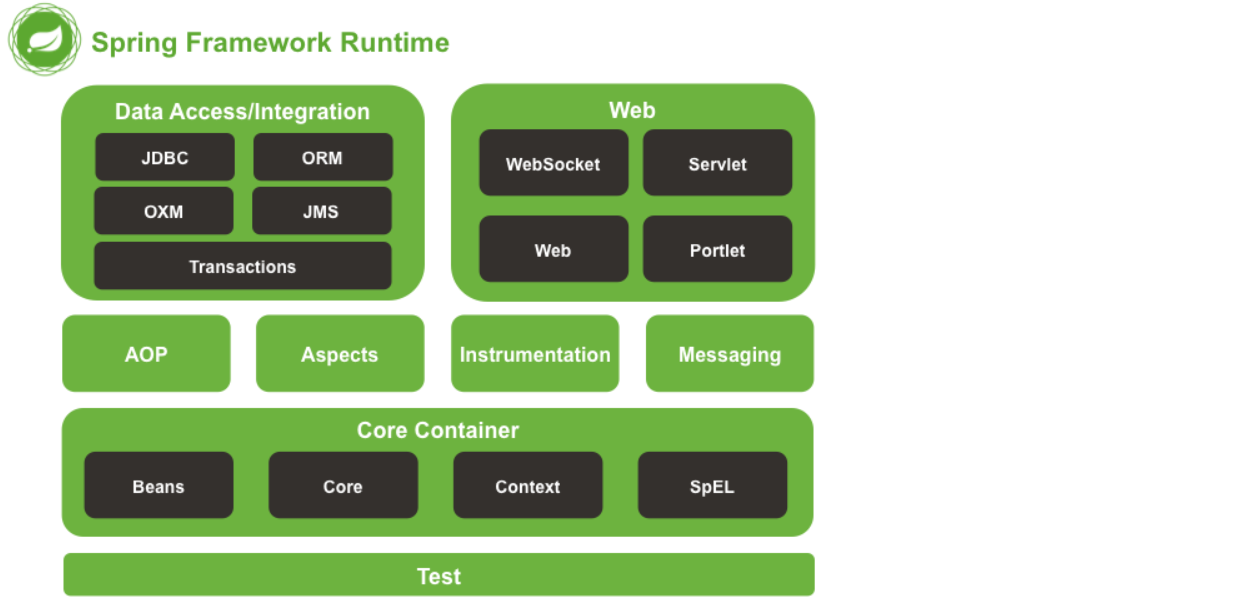 Spring Framework Runtime
Data Access/Integration
JDBC
ORM
OXM
JMS
Transactions
Web
WebSocket
Servlet
Web
Portlet
AOP
Aspects
Instrumentation
Messaging
Core Container
Beans
Core
Context
SpEL
Test